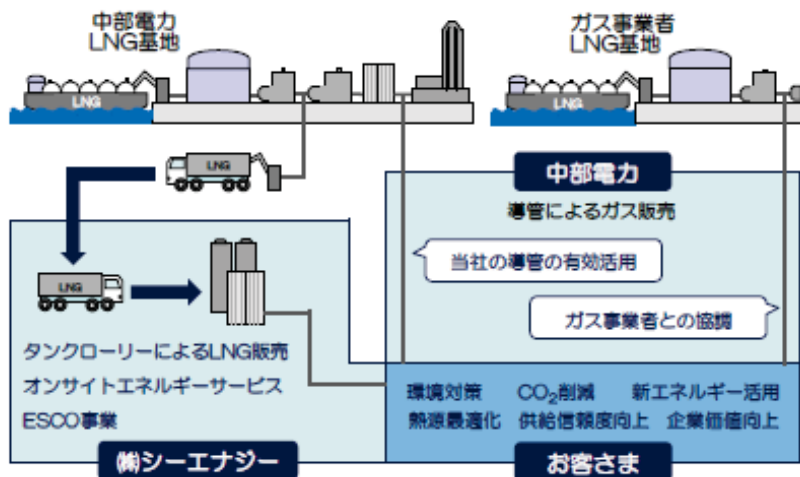 中部電力
LNG基地
ガス事業者
LNG基地
LNG
LNG
LNG
中部電力
導管によるガス販売
当社の導管の有効活用
LNG
ガス事業者との協調
タンクローリーによるLNG販売
オンサイトエネルギーサービス
ESCO事業
環境対策 CO₂削減 新エネルギー活用
熱源最適化 供給信頼度向上 企業価値向上
㈱シーエナジー
お客さま